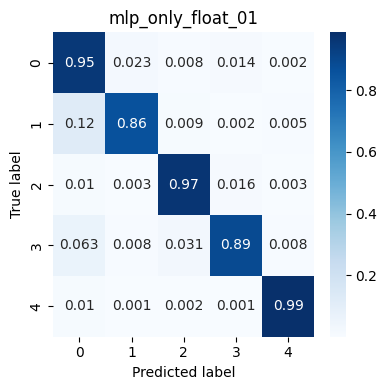 mlp_only_float_01
True label
0 0.95 0.023 0.008 0.014 0.002
1 0.12 0.86 0.009 0.002 0.005
2 0.01 0.003 0.97 0.016 0.003
3 0.063 0.008 0.031 0.89 0.008
4 0.01 0.001 0.002 0.001 0.99
0 1 2 3 4
Predicted label
0.8
0.6
0.4
0.2